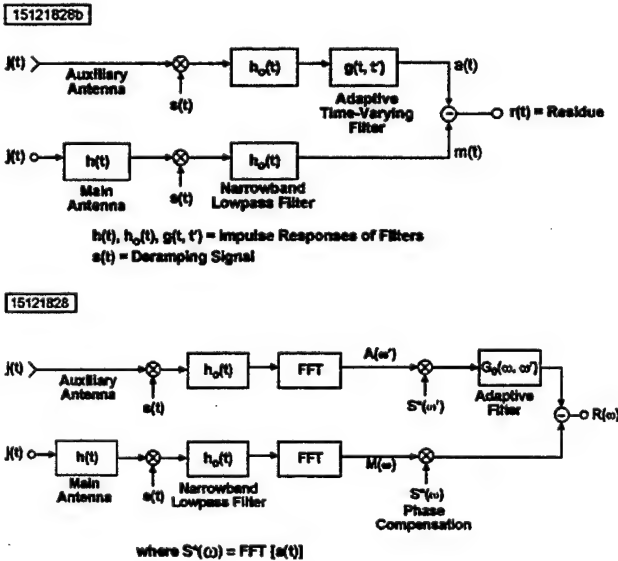 15121828b
j(t)
Auxiliary
Antenna
s(t)
h₀(t)
g(t, t')
Adaptive
Time-Varying
Filter
a(t)
r(t) = Residue
j(t)
h(t)
Main
Antenna
s(t)
h₀(t)
Narrowband
Lowpass Filter
m(t)
h(t), h₀(t), g(t, t') = Impulse Responses of Filters
s(t) = Deramping Signal
15121828
j(t)
Auxiliary
Antenna
s(t)
h₀(t)
FFT
A(ω')
S*(ω')
G₀(ω, ω')
Adaptive
Filter
R(ω)
j(t)
h(t)
Main
Antenna
s(t)
h₀(t)
Narrowband
Lowpass Filter
FFT
M(ω)
S*(ω)
Phase
Compensation
where S*(ω) = FFT [s(t)]